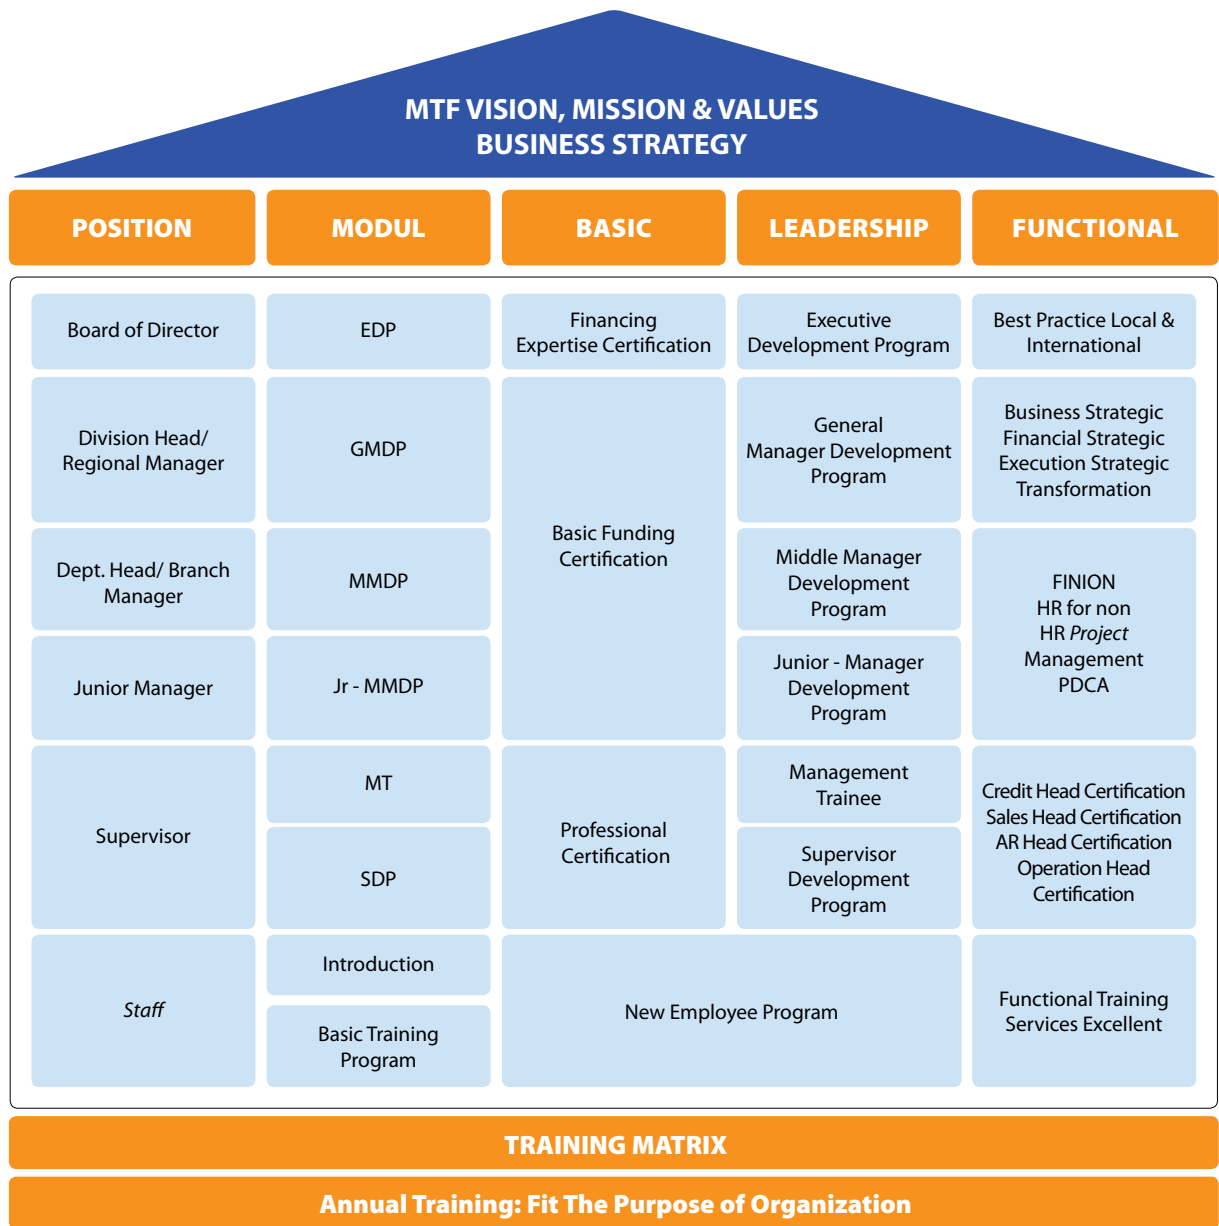 MTF VISION, MISSION & VALUES
BUSINESS STRATEGY
POSITION
MODUL
BASIC
LEADERSHIP
FUNCTIONAL
Board of Director
EDP
Financing
Expertise Certification
Executive
Development Program
Best Practice Local &
International
Division Head/
Regional Manager
GMDP
Basic Funding
Certification
General
Manager Development
Program
Business Strategic
Financial Strategic
Execution Strategic
Transformation
Dept. Head/ Branch
Manager
MMDP
Middle Manager
Development
Program
FINION
HR for non
HR Project
Management
PDCA
Junior Manager
Jr - MMDP
Junior - Manager
Development
Program
Supervisor
MT
SDP
Professional
Certification
Management
Trainee
Supervisor
Development
Program
Credit Head Certification
Sales Head Certification
AR Head Certification
Operation Head
Certification
Staff
Introduction
Basic Training
Program
New Employee Program
Functional Training
Services Excellent
TRAINING MATRIX
Annual Training: Fit The Purpose of Organization